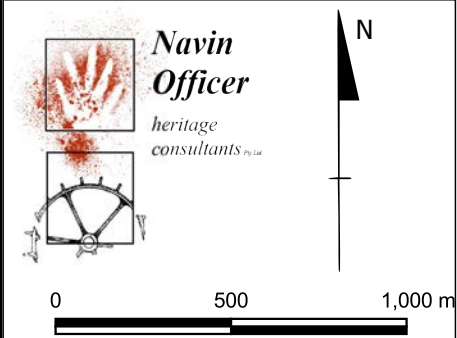 Navin
Officer
heritage
consultants Pty Ltd
N
0 500 1,000 m